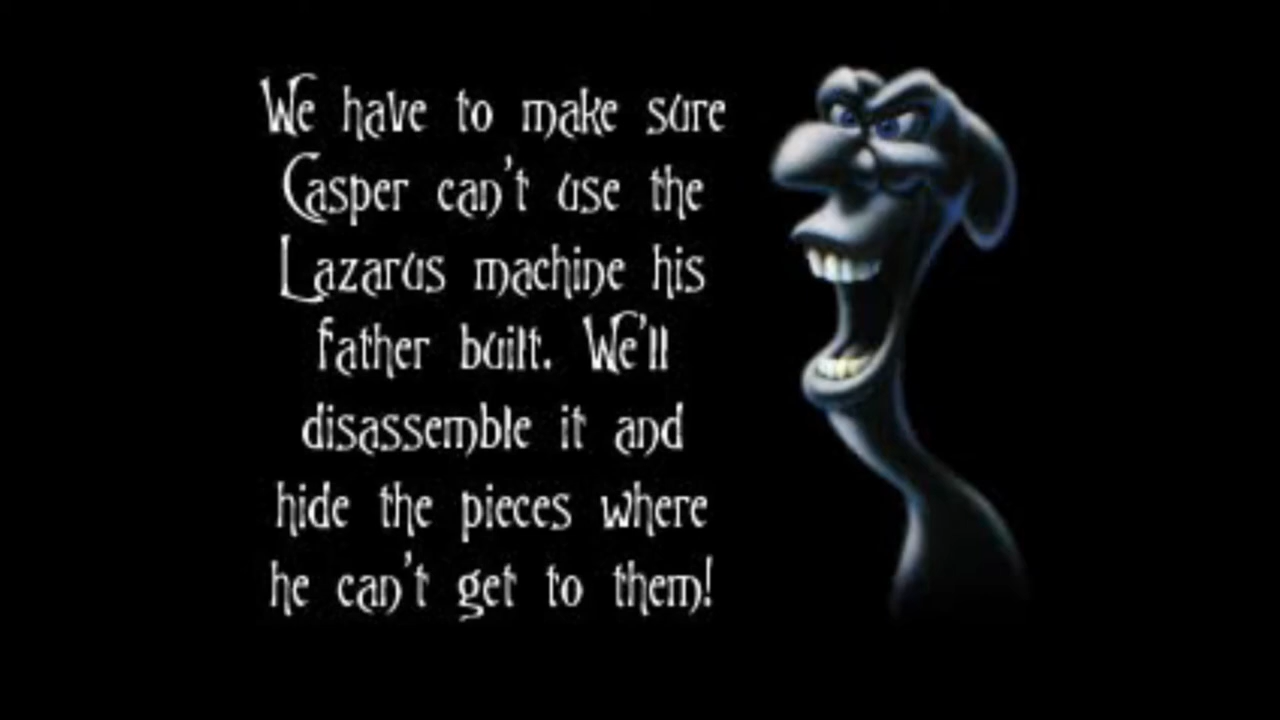 We have to make sure
Casper can't use the
Lazarus machine his
father built. We'll
disassemble it and
hide the pieces where
he can't get to them!